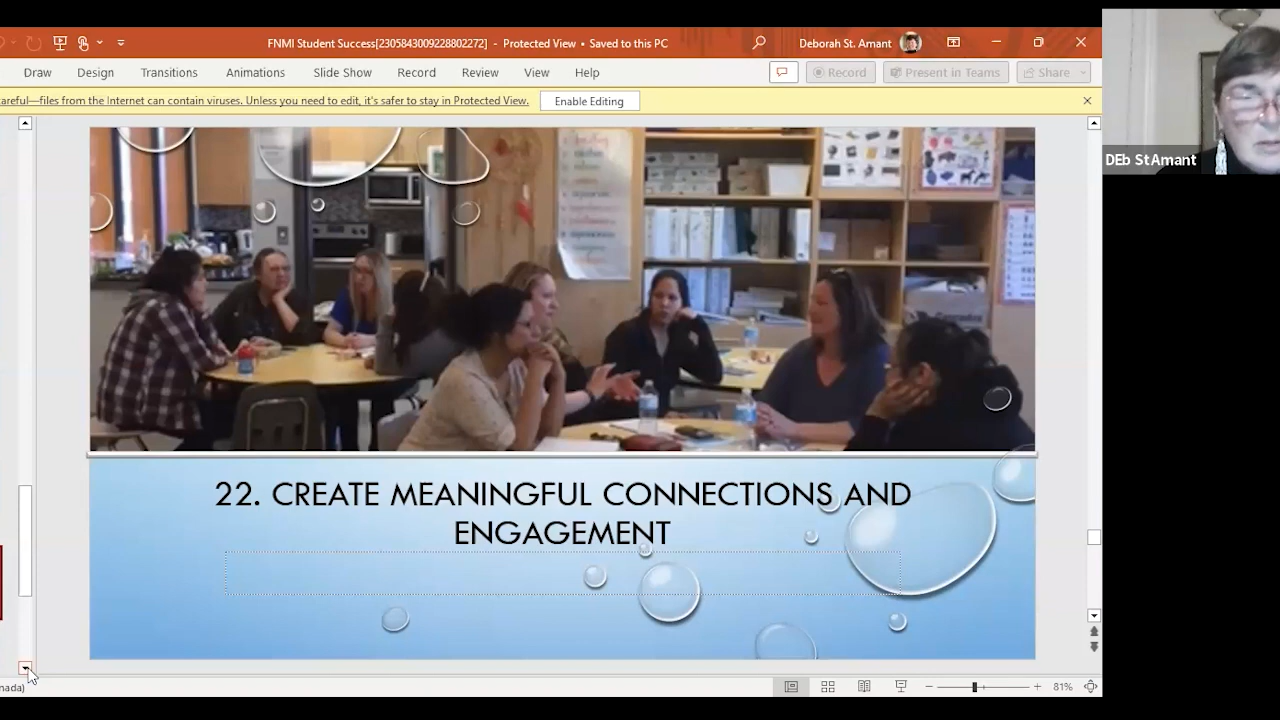 FNMI Student Success[2305843009228802272] - Protected View • Saved to this PC
Deborah St. Amant
Draw Design Transitions Animations Slide Show Record Review View Help
Record Present in Teams Share
areful—files from the Internet can contain viruses. Unless you need to edit, it's safer to stay in Protected View. Enable Editing
DEb StAmant
22. CREATE MEANINGFUL CONNECTIONS AND
ENGAGEMENT
nada)
81%